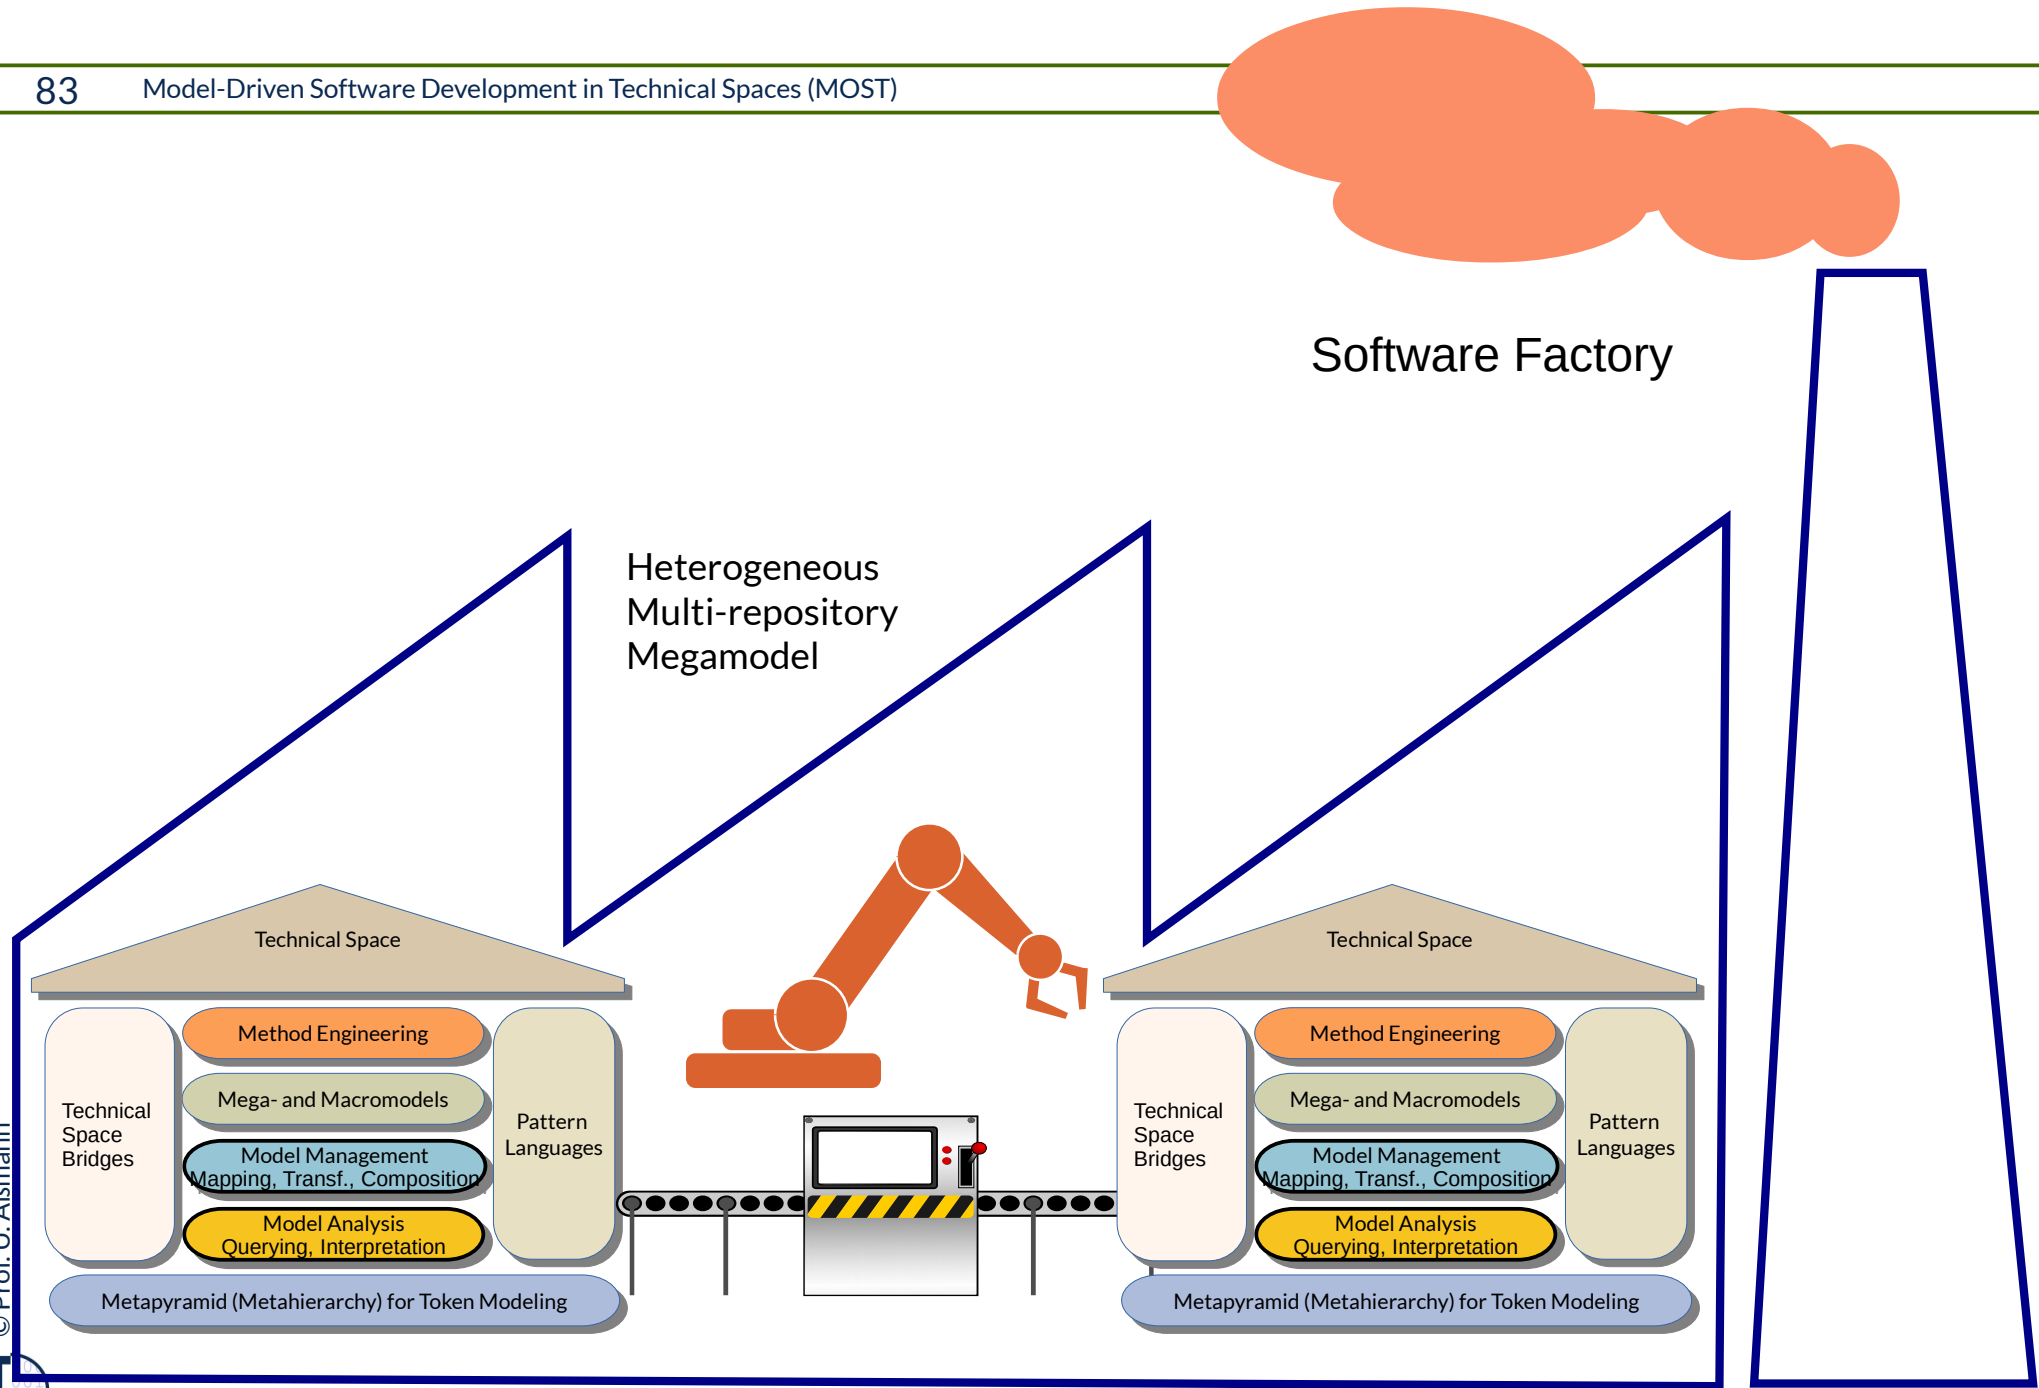 83 Model-Driven Software Development in Technical Spaces (MOST)
Software Factory
Heterogeneous
Multi-repository
Megamodel
Technical Space
Method Engineering
Mega- and Macromodels
Technical
Space
Bridges
Model Management
Mapping, Transf., Composition
Pattern
Languages
Model Analysis
Querying, Interpretation
Metapyramid (Metahierarchy) for Token Modeling
Technical Space
Method Engineering
Mega- and Macromodels
Technical
Space
Bridges
Model Management
Mapping, Transf., Composition
Pattern
Languages
Model Analysis
Querying, Interpretation
Metapyramid (Metahierarchy) for Token Modeling
© Prof. U. Aßmann